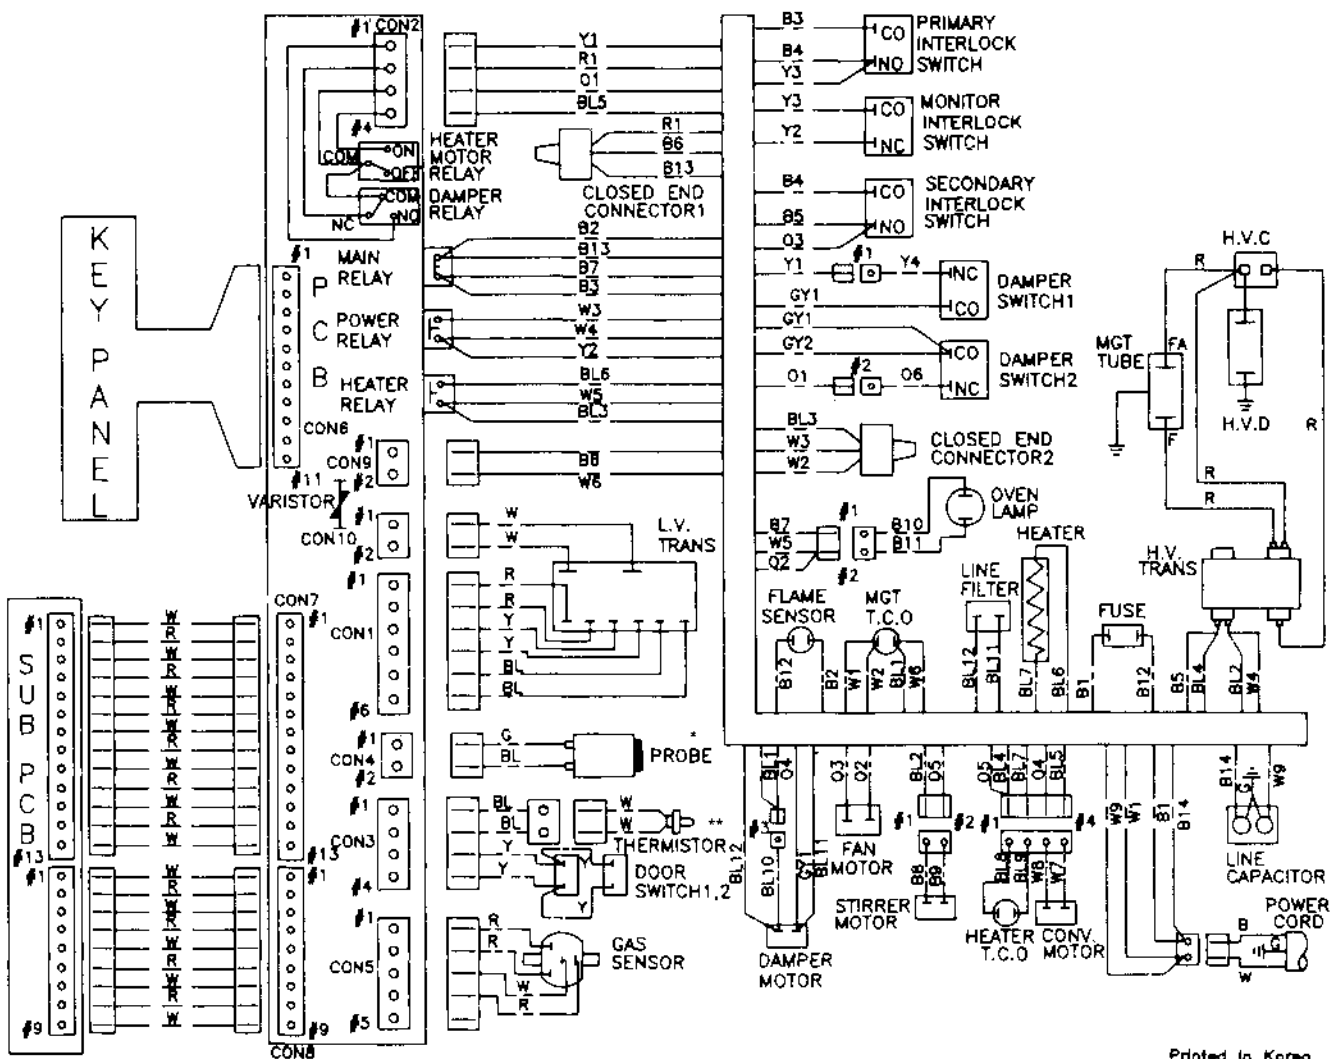 #1 CON2
#4
Y1
R1
O1
BL5
COM
ON
OFF
HEATER
MOTOR
RELAY
COM
NC
NO
DAMPER
RELAY
R1
B6
B13
CLOSED END
CONNECTOR1
KEY PANEL
#1
PCB
CON6
#11
MAIN
RELAY
POWER
RELAY
HEATER
RELAY
B2
B13
B7
B3
W3
W4
Y2
BL6
W5
BL3
#1
CON9
#2
B8
W6
VARISTOR
#1
CON10
#2
W
W
L.V.
TRANS
#1
CON1
#6
R
R
Y
Y
BL
BL
#1
CON4
#2
G
BL
*
PROBE
#1
CON3
#4
BL
BL
Y
Y
W
W
**
THERMISTOR
Y
Y
DOOR
SWITCH1,2
#1
CON5
#5
R
R
W
R
GAS
SENSOR
SUB PCB
#1
#13
#1
#9
W
R
W
R
W
R
W
R
W
R
W
R
W
W
R
W
R
W
R
W
R
W
CON7
#1
#13
#1
#9
CON8
B3
B4
Y3
CO
NO
PRIMARY
INTERLOCK
SWITCH
Y3
Y2
CO
NC
MONITOR
INTERLOCK
SWITCH
B4
B5
O3
CO
NO
SECONDARY
INTERLOCK
SWITCH
Y1
#1
Y4
GY1
NC
CO
DAMPER
SWITCH1
GY1
GY2
O1
#2
O6
CO
NC
DAMPER
SWITCH2
BL3
W3
W2
CLOSED END
CONNECTOR2
B7
W5
O2
#1
#2
B10
B11
OVEN
LAMP
H.V.C
R
R
H.V.D
MGT
TUBE
FA
F
R
R
H.V.
TRANS
FLAME
SENSOR
B12
B2
MGT
T.C.O
W1
W2
BL1
W6
LINE
FILTER
BL12
BL11
HEATER
BL7
BL6
FUSE
B1
B12
B5
BL4
BL2
W4
BL1
O4
#3
BL12
BL10
GY1
BL11
DAMPER
MOTOR
O3
O2
FAN
MOTOR
BL2
O5
#1
#2
B8
B9
STIRRER
MOTOR
O5
BL4
BL7
O4
BL5
#1
#4
BL8
BL9
W8
W7
HEATER
T.C.O
CONV.
MOTOR
W9
W1
B1
B14
B14
G
W9
LINE
CAPACITOR
POWER
CORD
B
G
W
Printed In Korea